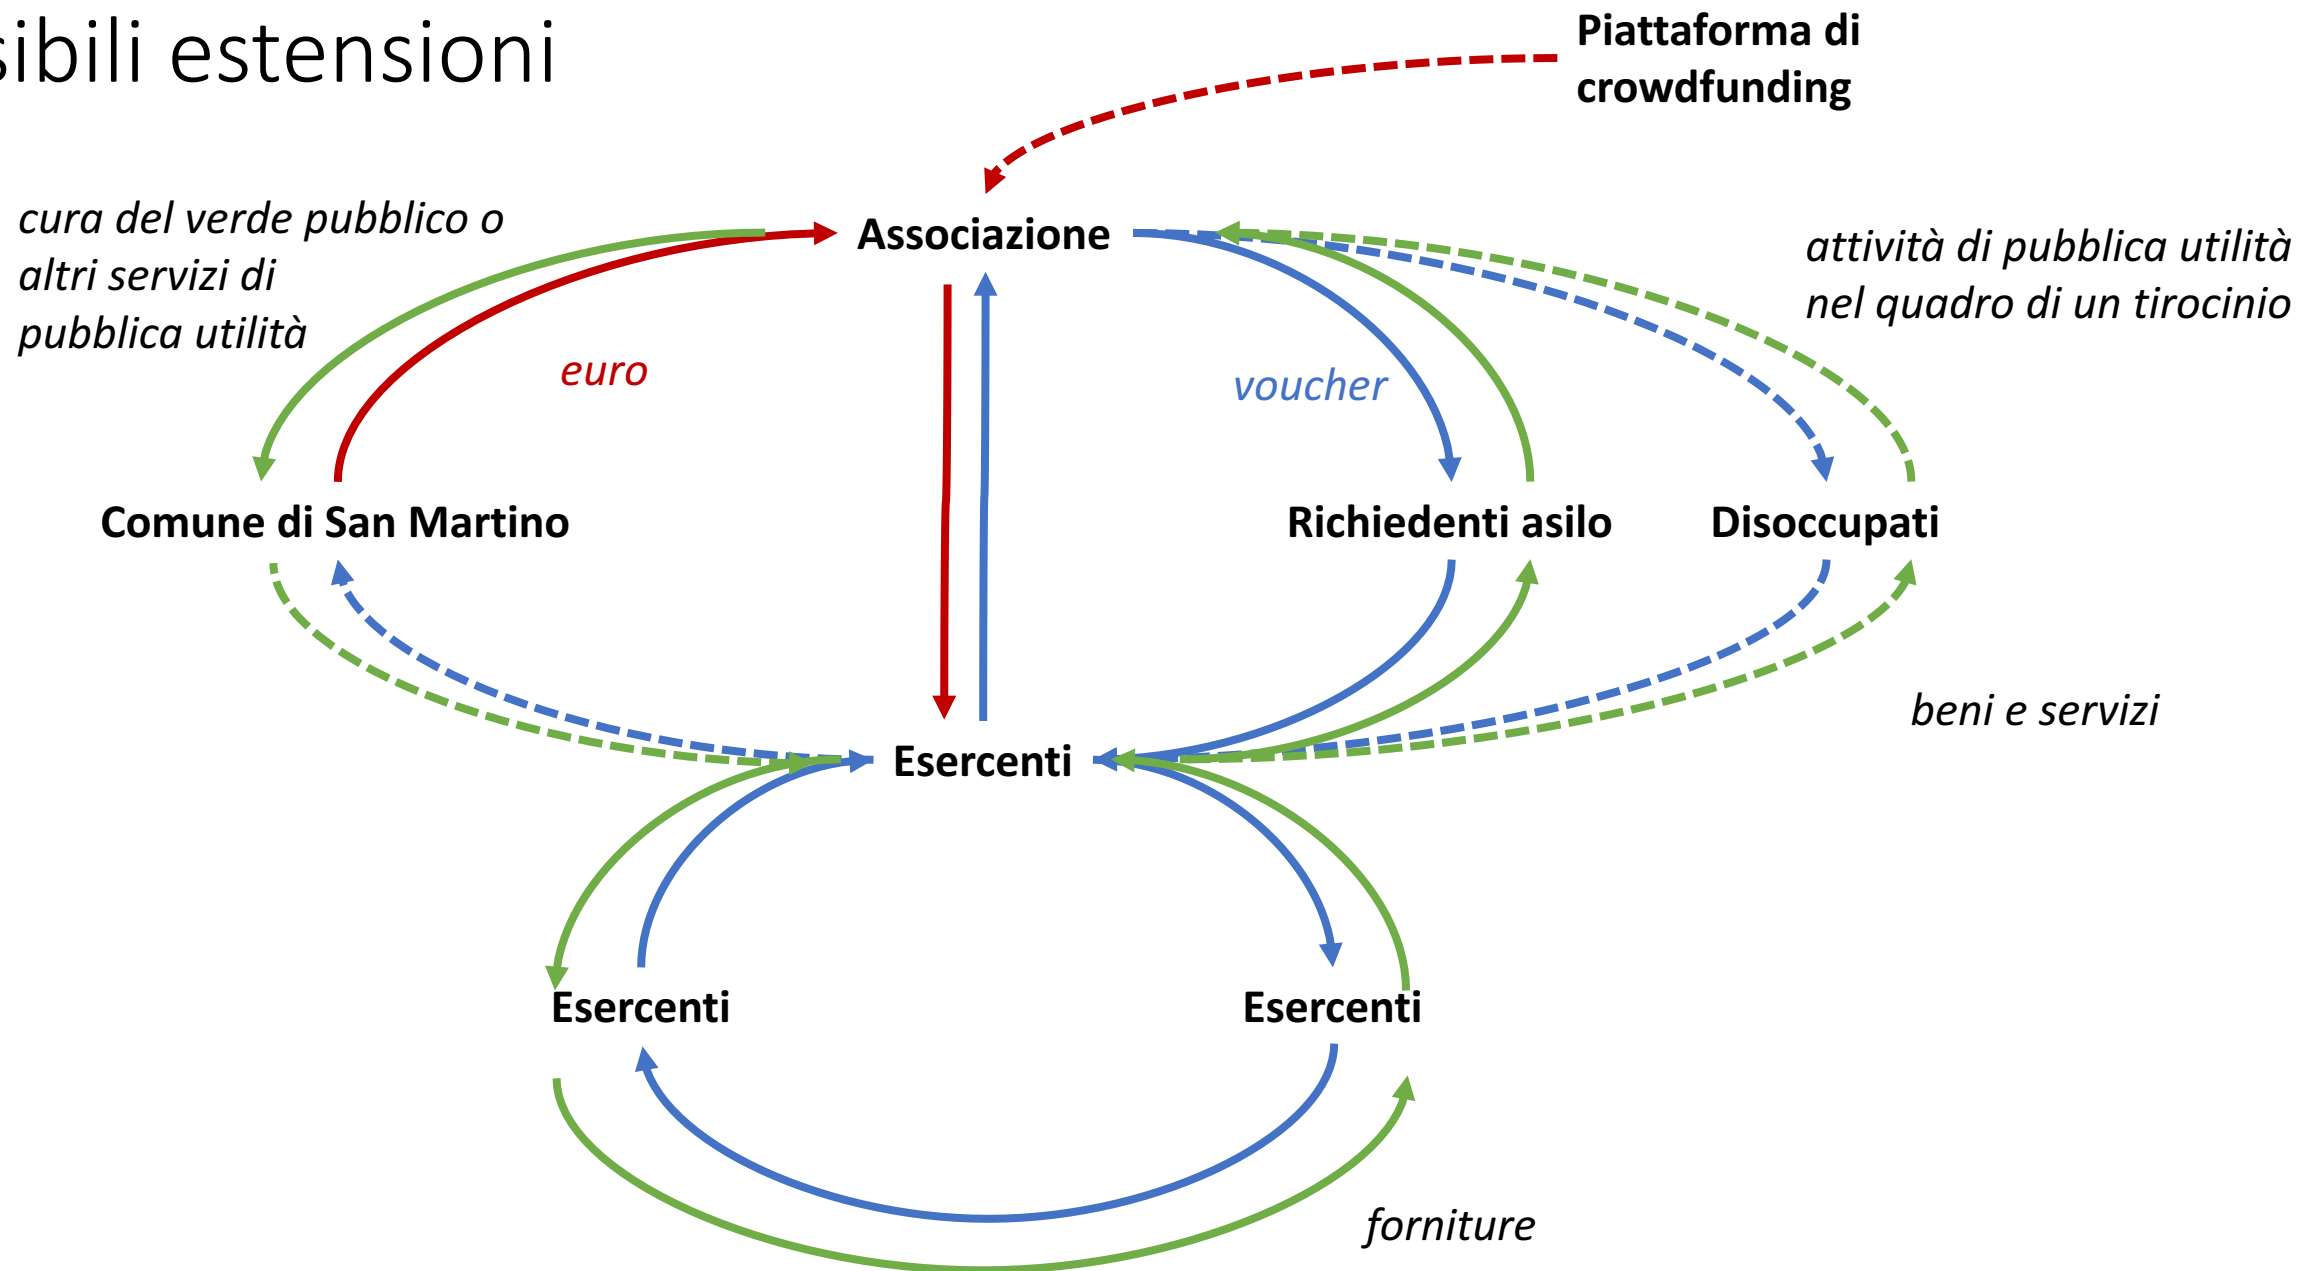 sibili estensioni
Piattaforma di
crowdfunding
cura del verde pubblico o
altri servizi di
pubblica utilità
Associazione
attività di pubblica utilità
nel quadro di un tirocinio
euro
voucher
Comune di San Martino
Richiedenti asilo
Disoccupati
beni e servizi
Esercenti
Esercenti
Esercenti
forniture